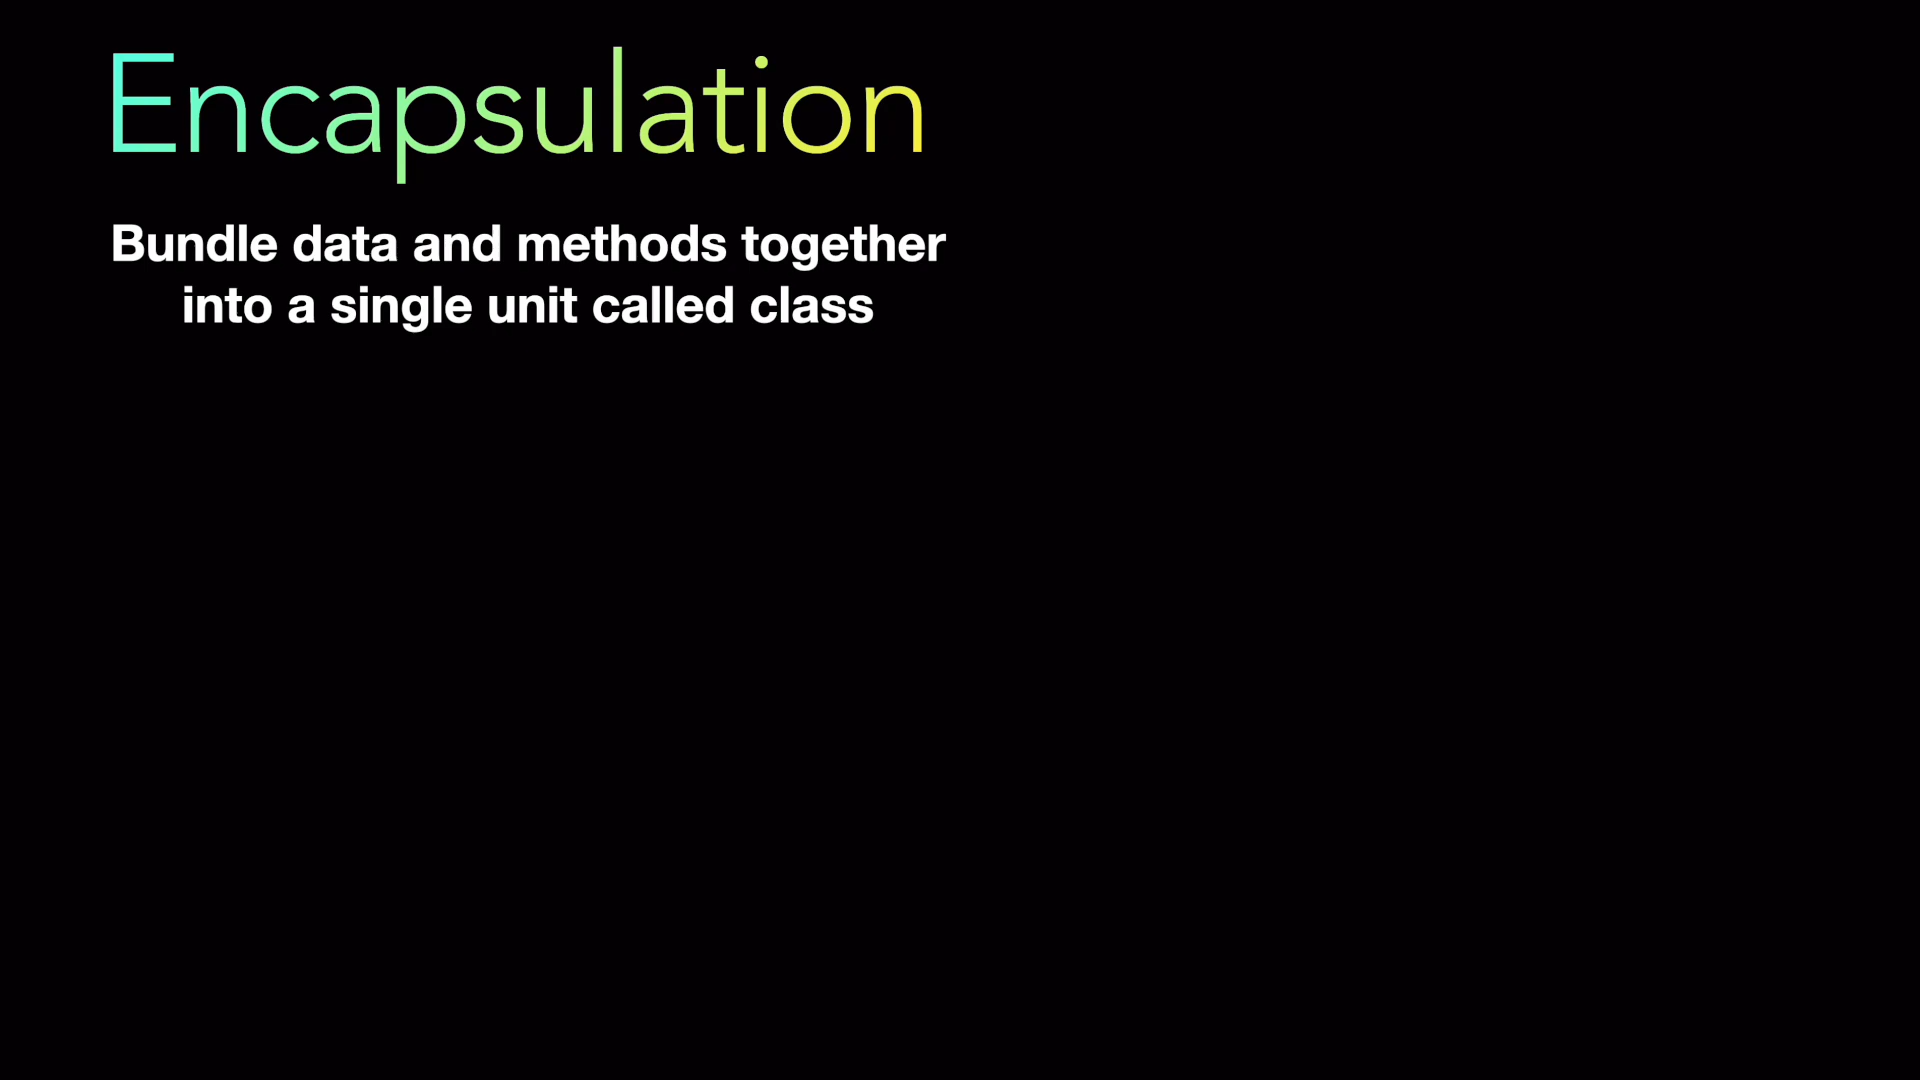 Encapsulation
Bundle data and methods together
into a single unit called class